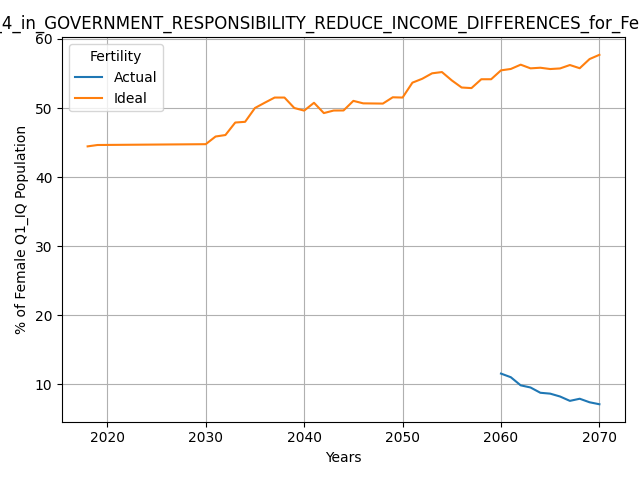 _4_in_GOVERNMENT_RESPONSIBILITY_REDUCE_INCOME_DIFFERENCES_for_Fe
60
50
40
30
20
10
% of Female Q1_IQ Population
Fertility
Actual
Ideal
2020 2030 2040 2050 2060 2070
Years